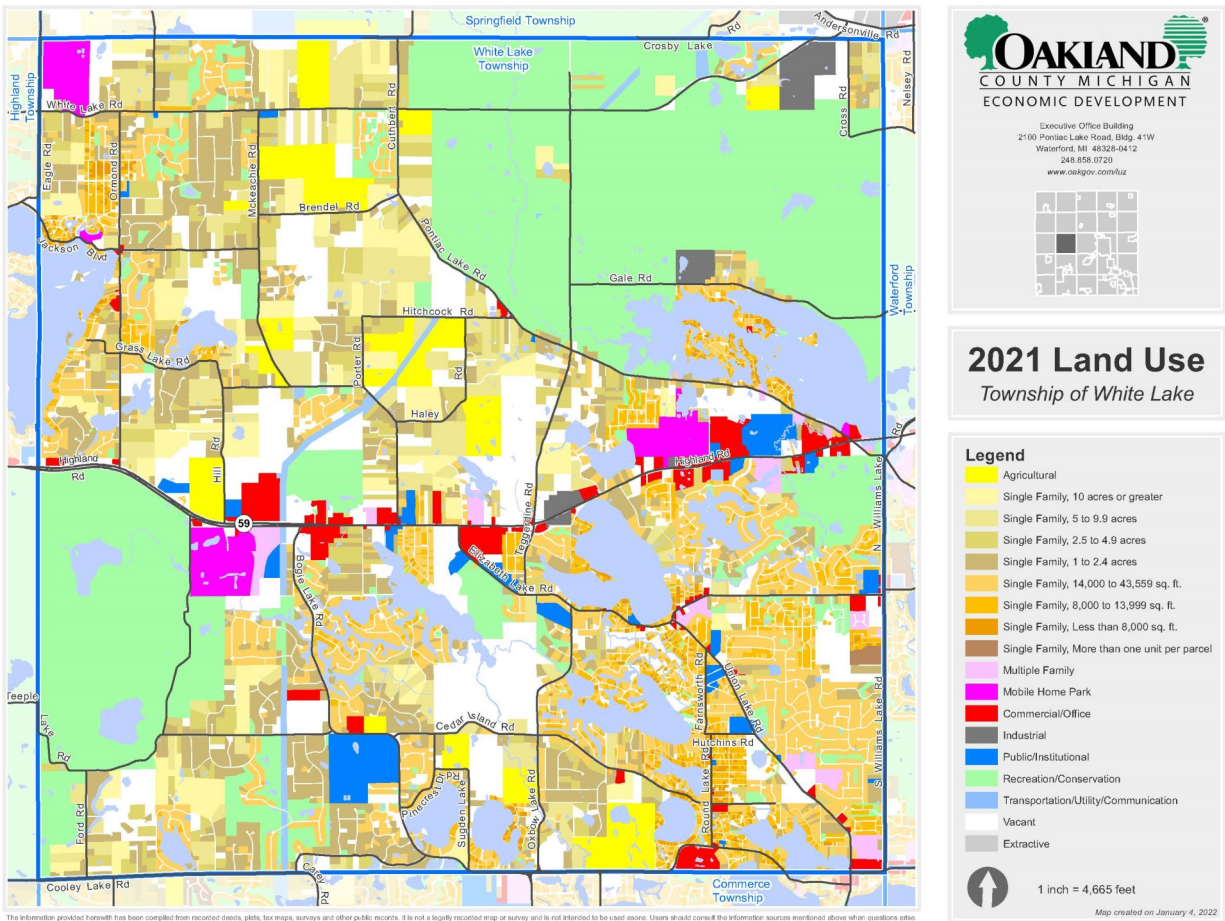 Springfield Township
Andersonville Rd
Rd
Crosby Lake
White Lake
Township
Highland
Township
Nelsey Rd
White Lake Rd
Cuthbert Rd
Cross Rd
Eagle Rd
Ormond Rd
Mckeachie Rd
Brendel Rd
Jackson Blvd
Pontiac Lake Rd
Gale Rd
Waterford
Township
Hitchcock Rd
Grass Lake Rd
Porter Rd
Rd
Haley
Hill Rd
Highland
Rd
Highland Rd
N Williams Lake Rd
59
Teggerdine Rd
Elizabeth Lake Rd
Bogie Lake Rd
Teeple
Lake
Rd
Farnsworth Rd
Union Lake Rd
Cedar Island Rd
Hutchins Rd
S Williams Lake Rd
Ford Rd
Pinecrest Dr
Rd
Sugden Lake
Oxbow Lake Rd
Round Lake Rd
Cooley Lake Rd
Carey
Rd
Commerce
Township
The information provided herewith has been compiled from recorded deeds, plats, tax maps, surveys and other public records. It is not a legally recorded map or survey and is not intended to be used as one. Users should consult the information sources mentioned above when questions arise.
OAKLAND®
COUNTY MICHIGAN
ECONOMIC DEVELOPMENT
Executive Office Building
2100 Pontiac Lake Road, Bldg. 41W
Waterford, MI 48328-0412
248.858.0720
www.oakgov.com/luz
2021 Land Use
Township of White Lake
Legend
Agricultural
Single Family, 10 acres or greater
Single Family, 5 to 9.9 acres
Single Family, 2.5 to 4.9 acres
Single Family, 1 to 2.4 acres
Single Family, 14,000 to 43,559 sq. ft.
Single Family, 8,000 to 13,999 sq. ft.
Single Family, Less than 8,000 sq. ft.
Single Family, More than one unit per parcel
Multiple Family
Mobile Home Park
Commercial/Office
Industrial
Public/Institutional
Recreation/Conservation
Transportation/Utility/Communication
Vacant
Extractive
1 inch = 4,665 feet
Map created on January 4, 2022